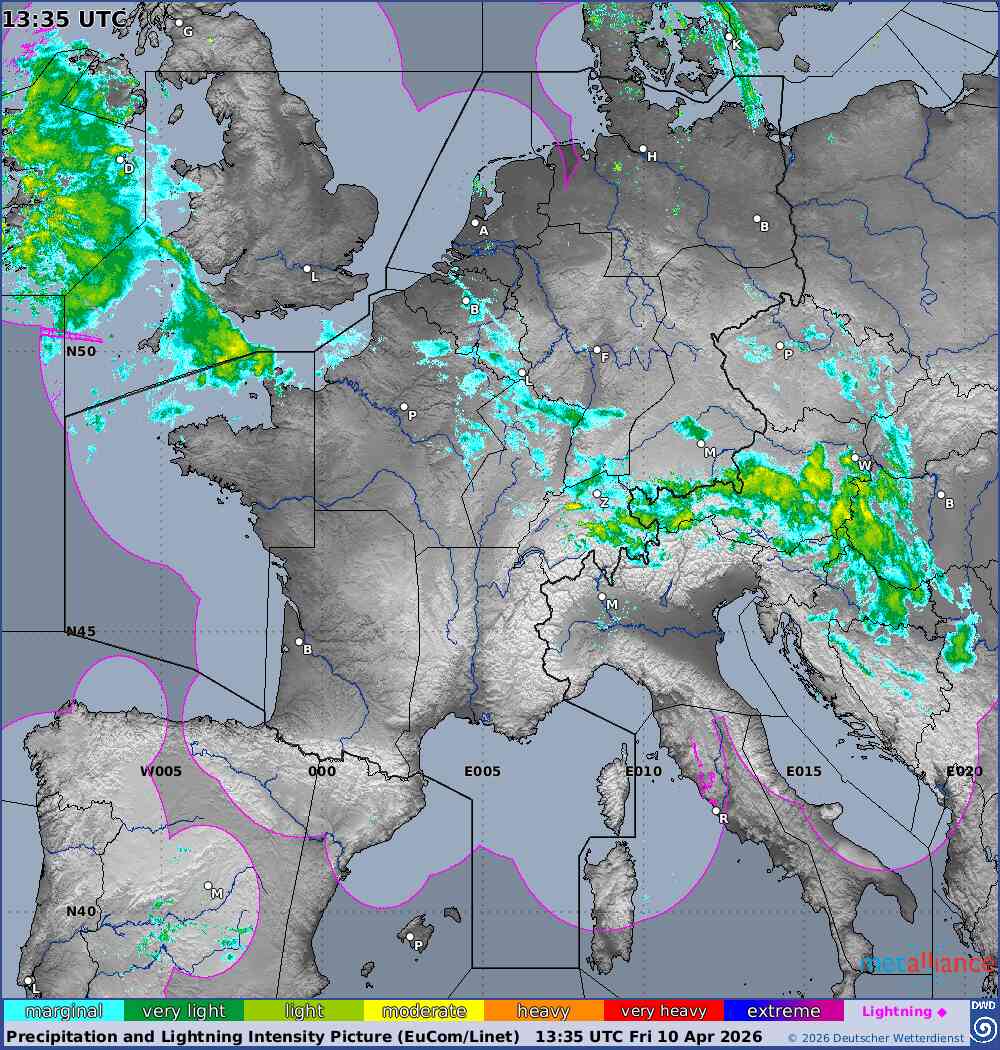 13:35 UTC
G
K
D
H
A
B
L
B
N50
F
P
L
P
M
W
Z
B
M
N45
B
W005
000
E005
E010
E015
E020
R
M
N40
P
L
metalliance
marginal very light light moderate heavy very heavy extreme Lightning ◆
DWD
Precipitation and Lightning Intensity Picture (EuCom/Linet) 13:35 UTC Fri 10 Apr 2026 © 2026 Deutscher Wetterdienst